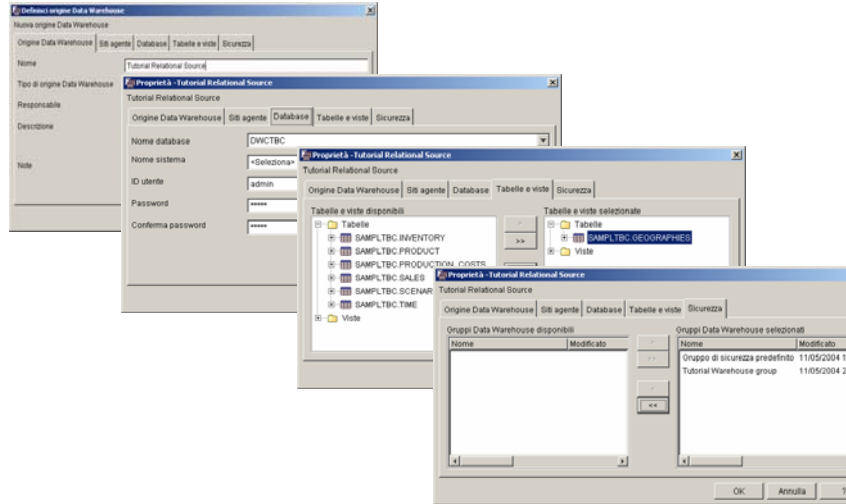 Definisci origine Data Warehouse
Nuova origine Data Warehouse
Origine Data Warehouse Siti agente Database Tabelle e viste Sicurezza
Nome Tutorial Relational Source
Tipo di origine Data Warehouse
Responsabile
Descrizione
Note
Proprietà - Tutorial Relational Source
Tutorial Relational Source
Origine Data Warehouse Siti agente Database Tabelle e viste Sicurezza
Nome database DWCTBC
Nome sistema <Seleziona>
ID utente admin
Password *****
Conferma password *****
Proprietà - Tutorial Relational Source
Tutorial Relational Source
Origine Data Warehouse Siti agente Database Tabelle e viste Sicurezza
Tabelle e viste disponibili Tabelle e viste selezionate
Tabelle
SAMPLTBC.INVENTORY
SAMPLTBC.PRODUCT
SAMPLTBC.PRODUCTION_COSTS
SAMPLTBC.SALES
SAMPLTBC.SCENAR
SAMPLTBC.TIME
Viste
>
>>
Tabelle
SAMPLTBC.GEOGRAPHIES
Viste
Proprietà - Tutorial Relational Source
Tutorial Relational Source
Origine Data Warehouse Siti agente Database Tabelle e viste Sicurezza
Gruppi Data Warehouse disponibili Gruppi Data Warehouse selezionati
Nome Modificato
>
>>
<
<<
Nome Modificato
Gruppo di sicurezza predefinito 11/05/2004 1
Tutorial Warehouse group 11/05/2004 2
OK Annulla ?